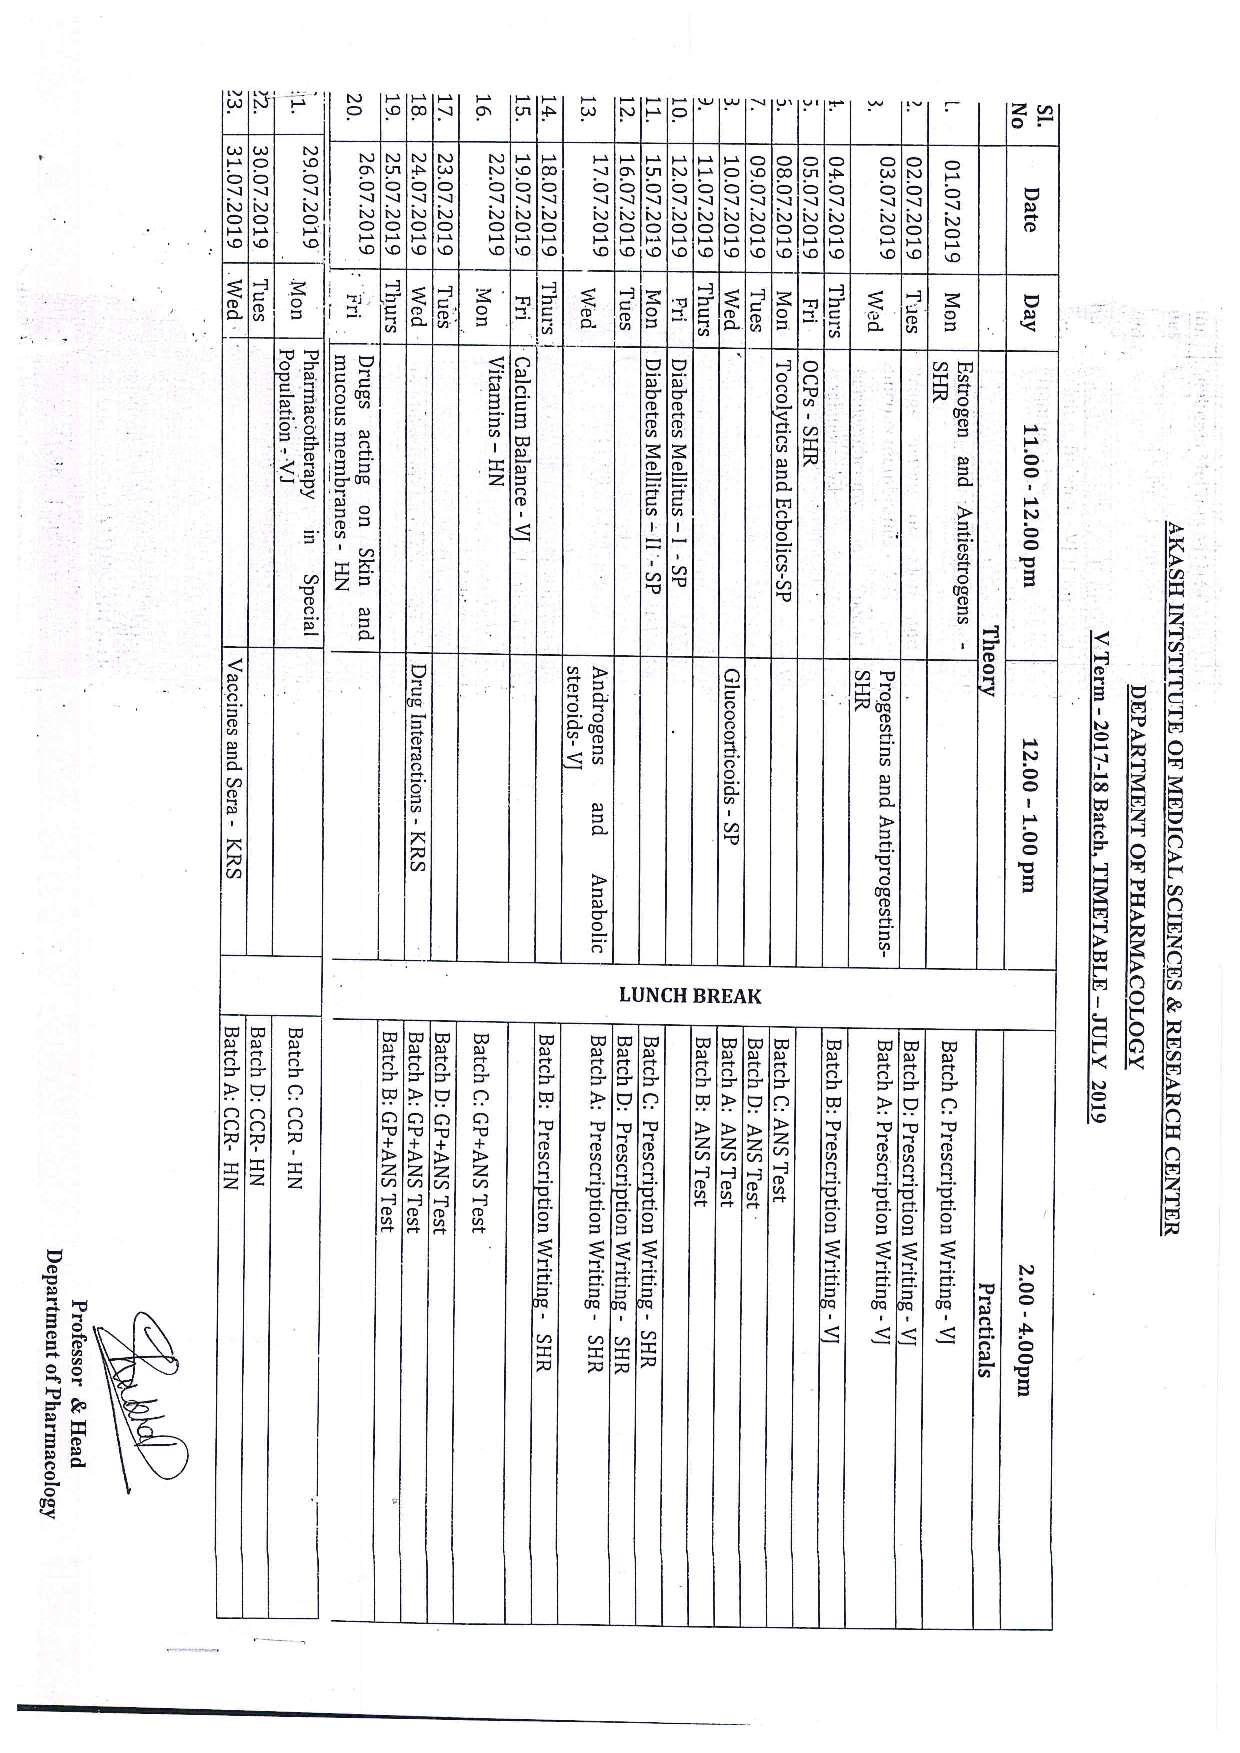 AKASH INTSTITUTE OF MEDICAL SCIENCES & RESEARCH CENTER
DEPARTMENT OF PHARMACOLOGY
V Term - 2017-18 Batch, TIMETABLE – JULY 2019
Sl. No Date Day 11.00 - 12.00 pm 12.00 – 1.00 pm LUNCH BREAK 2.00 - 4.00pm
Theory Practicals
01.07.2019 Mon Estrogen and Antiestrogens - SHR Batch C: Prescription Writing - VJ
02.07.2019 Tues Batch D: Prescription Writing - VJ
03.07.2019 Wed Progestins and Antiprogestins- SHR Batch A: Prescription Writing - VJ
04.07.2019 Thurs Batch B: Prescription Writing - VJ
05.07.2019 Fri OCPs - SHR
08.07.2019 Mon Tocolytics and Ecbolics-SP Batch C: ANS Test
7. 09.07.2019 Tues Batch D: ANS Test
10.07.2019 Wed Glucocorticoids - SP Batch A: ANS Test
11.07.2019 Thurs Batch B: ANS Test
10. 12.07.2019 Fri Diabetes Mellitus – I - SP
11. 15.07.2019 Mon Diabetes Mellitus – II - SP Batch C: Prescription Writing - SHR
12. 16.07.2019 Tues Batch D: Prescription Writing - SHR
13. 17.07.2019 Wed Androgens and Anabolic steroids- VJ Batch A: Prescription Writing - SHR
14. 18.07.2019 Thurs Batch B: Prescription Writing - SHR
15. 19.07.2019 Fri Calcium Balance - VJ
16. 22.07.2019 Mon Vitamins – HN Batch C: GP+ANS Test
17. 23.07.2019 Tues Batch D: GP+ANS Test
18. 24.07.2019 Wed Drug Interactions - KRS Batch A: GP+ANS Test
19. 25.07.2019 Thurs Batch B: GP+ANS Test
20. 26.07.2019 Fri Drugs acting on Skin and mucous membranes - HN
29.07.2019 Mon Pharmacotherapy in Special Population - VJ Batch C: CCR - HN
22. 30.07.2019 Tues Batch D: CCR- HN
23. 31.07.2019 Wed Vaccines and Sera - KRS Batch A: CCR- HN
Professor & Head
Department of Pharmacology